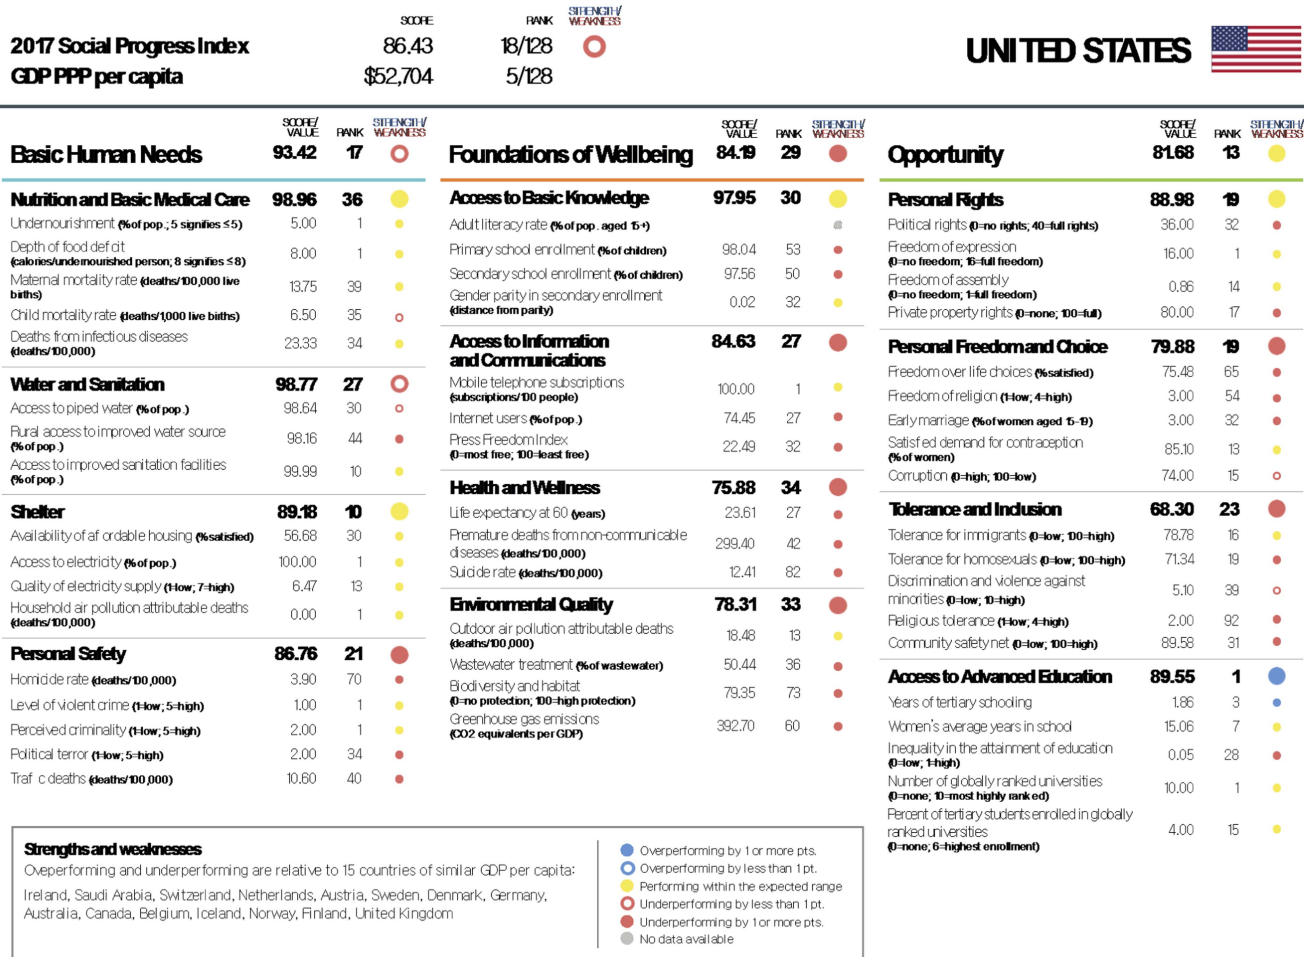 SCORE RANK STRENGTH/
WEAKNESS
2017 Social Progress Index 86.43 18/128
GDP PPP per capita $52,704 5/128
UNITED STATES
SCORE/
VALUE RANK STRENGTH/
WEAKNESS
Basic Human Needs 93.42 17
Nutrition and Basic Medical Care 98.96 36
Undernourishment (% of pop.; 5 signifies ≤ 5) 5.00 1
Depth of food deficit
(calories/undernourished person; 8 signifies ≤ 8) 8.00 1
Maternal mortality rate (deaths/100,000 live
births) 13.75 39
Child mortality rate (deaths/1,000 live births) 6.50 35
Deaths from infectious diseases
(deaths/100,000) 23.33 34
Water and Sanitation 98.77 27
Access to piped water (% of pop.) 98.64 30
Rural access to improved water source
(% of pop.) 98.16 44
Access to improved sanitation facilities
(% of pop.) 99.99 10
Shelter 89.18 10
Availability of af ordable housing (% satisfied) 56.68 30
Access to electricity (% of pop.) 100.00 1
Quality of electricity supply (1=low; 7=high) 6.47 13
Household air pollution attributable deaths
(deaths/100,000) 0.00 1
Personal Safety 86.76 21
Homicide rate (deaths/100,000) 3.90 70
Level of violent crime (1=low; 5=high) 1.00 1
Perceived criminality (1=low; 5=high) 2.00 1
Political terror (1=low; 5=high) 2.00 34
Traf c deaths (deaths/100,000) 10.60 40
SCORE/
VALUE RANK STRENGTH/
WEAKNESS
Foundations of Wellbeing 84.19 29
Access to Basic Knowledge 97.95 30
Adult literacy rate (% of pop. aged 15+)
Primary school enrollment (% of children) 98.04 53
Secondary school enrollment (% of children) 97.56 50
Gender parity in secondary enrollment
(distance from parity) 0.02 32
Access to Information
and Communications 84.63 27
Mobile telephone subscriptions
(subscriptions/100 people) 100.00 1
Internet users (% of pop.) 74.45 27
Press Freedom Index
(0=most free; 100=least free) 22.49 32
Health and Wellness 75.88 34
Life expectancy at 60 (years) 23.61 27
Premature deaths from non-communicable
diseases (deaths/100,000) 299.40 42
Suicide rate (deaths/100,000) 12.41 82
Environmental Quality 78.31 33
Outdoor air pollution attributable deaths
(deaths/100,000) 18.48 13
Wastewater treatment (% of wastewater) 50.44 36
Biodiversity and habitat
(0=no protection; 100=high protection) 79.35 73
Greenhouse gas emissions
(CO2 equivalents per GDP) 392.70 60
SCORE/
VALUE RANK STRENGTH/
WEAKNESS
Opportunity 81.68 13
Personal Rights 88.98 19
Political rights (0=no rights; 40=full rights) 36.00 32
Freedom of expression
(0=no freedom; 16=full freedom) 16.00 1
Freedom of assembly
(0=no freedom; 1=full freedom) 0.86 14
Private property rights (0=none; 100=full) 80.00 17
Personal Freedom and Choice 79.88 19
Freedom over life choices (% satisfied) 75.48 65
Freedom of religion (1=low; 4=high) 3.00 54
Early marriage (% of women aged 15-19) 3.00 32
Satisf ed demand for contraception
(% of women) 85.10 13
Corruption (0=high; 100=low) 74.00 15
Tolerance and Inclusion 68.30 23
Tolerance for immigrants (0=low; 100=high) 78.78 16
Tolerance for homosexuals (0=low; 100=high) 71.34 19
Discrimination and violence against
minorities (0=low; 10=high) 5.10 39
Religious tolerance (1=low; 4=high) 2.00 92
Community safety net (0=low; 100=high) 89.58 31
Access to Advanced Education 89.55 1
Years of tertiary schooling 1.86 3
Women's average years in school 15.06 7
Inequality in the attainment of education
(0=low; 1=high) 0.05 28
Number of globally ranked universities
(0=none; 10=most highly ranked) 10.00 1
Percent of tertiary students enrolled in globally
ranked universities
(0=none; 6=highest enrollment) 4.00 15
Strengths and weaknesses
Oveperforming and underperforming are relative to 15 countries of similar GDP per capita:
Ireland, Saudi Arabia, Switzerland, Netherlands, Austria, Sweden, Denmark, Germany,
Australia, Canada, Belgium, Iceland, Norway, Finland, United Kingdom
Overperforming by 1 or more pts.
Overperforming by less than 1 pt.
Performing within the expected range
Underperforming by less than 1 pt.
Underperforming by 1 or more pts.
No data available